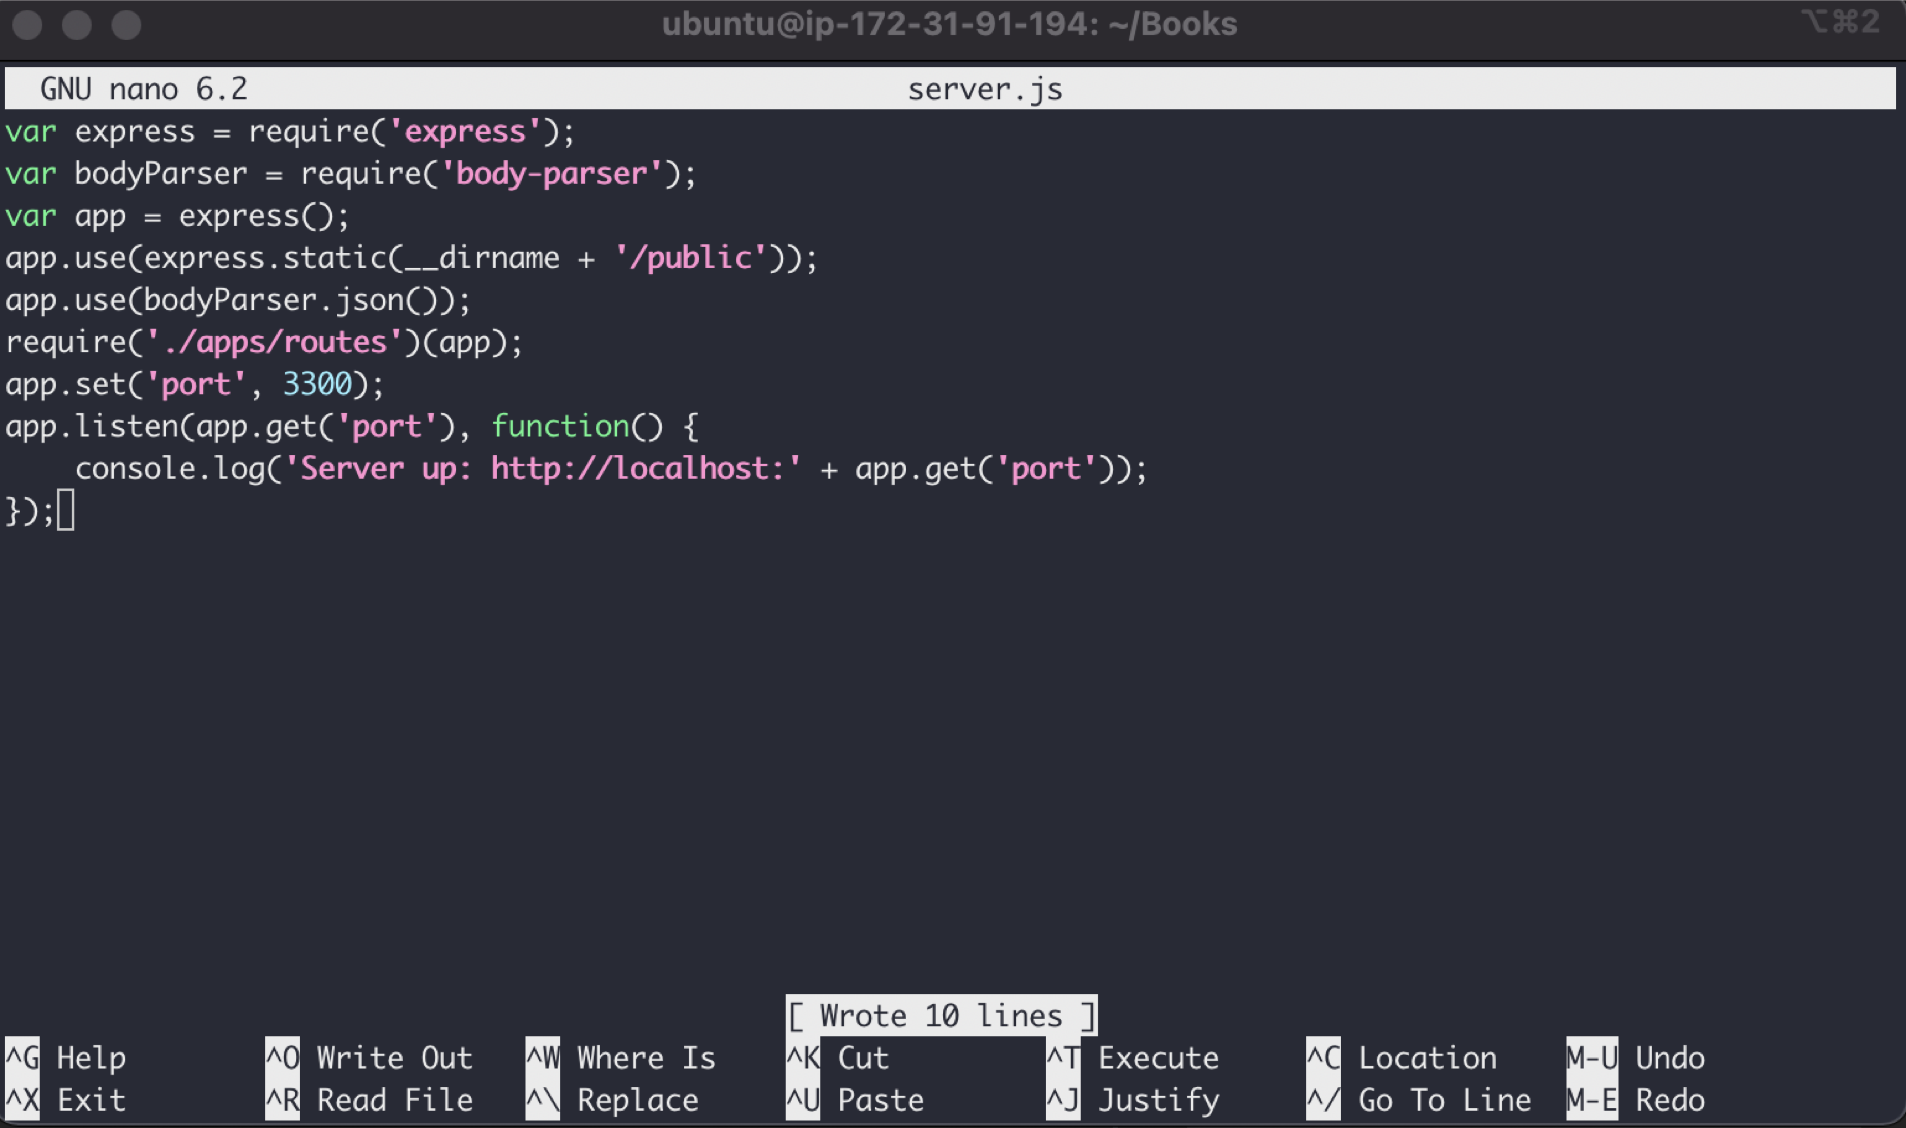 ubuntu@ip-172-31-91-194: ~/Books ⌥⌘2
GNU nano 6.2 server.js
var express = require('express');
var bodyParser = require('body-parser');
var app = express();
app.use(express.static(__dirname + '/public'));
app.use(bodyParser.json());
require('./apps/routes')(app);
app.set('port', 3300);
app.listen(app.get('port'), function() {
    console.log('Server up: http://localhost:' + app.get('port'));
});
[ Wrote 10 lines ]
^G Help ^O Write Out ^W Where Is ^K Cut ^T Execute ^C Location M-U Undo
^X Exit ^R Read File ^\ Replace ^U Paste ^J Justify ^/ Go To Line M-E Redo